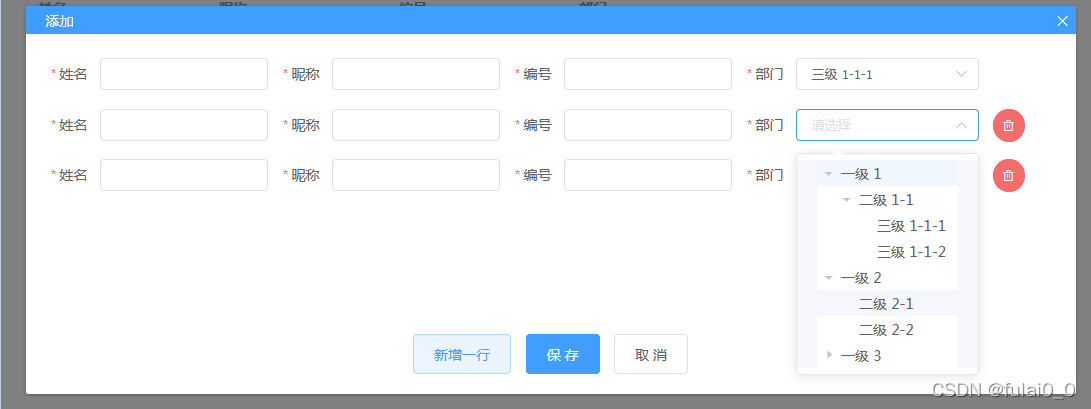 添加
*姓名 *昵称 *编号 *部门 三级 1-1-1
*姓名 *昵称 *编号 *部门 请选择
*姓名 *昵称 *编号 *部门
一级 1
二级 1-1
三级 1-1-1
三级 1-1-2
一级 2
二级 2-1
二级 2-2
一级 3
新增一行 保 存 取 消
CSDN @fulai0_0